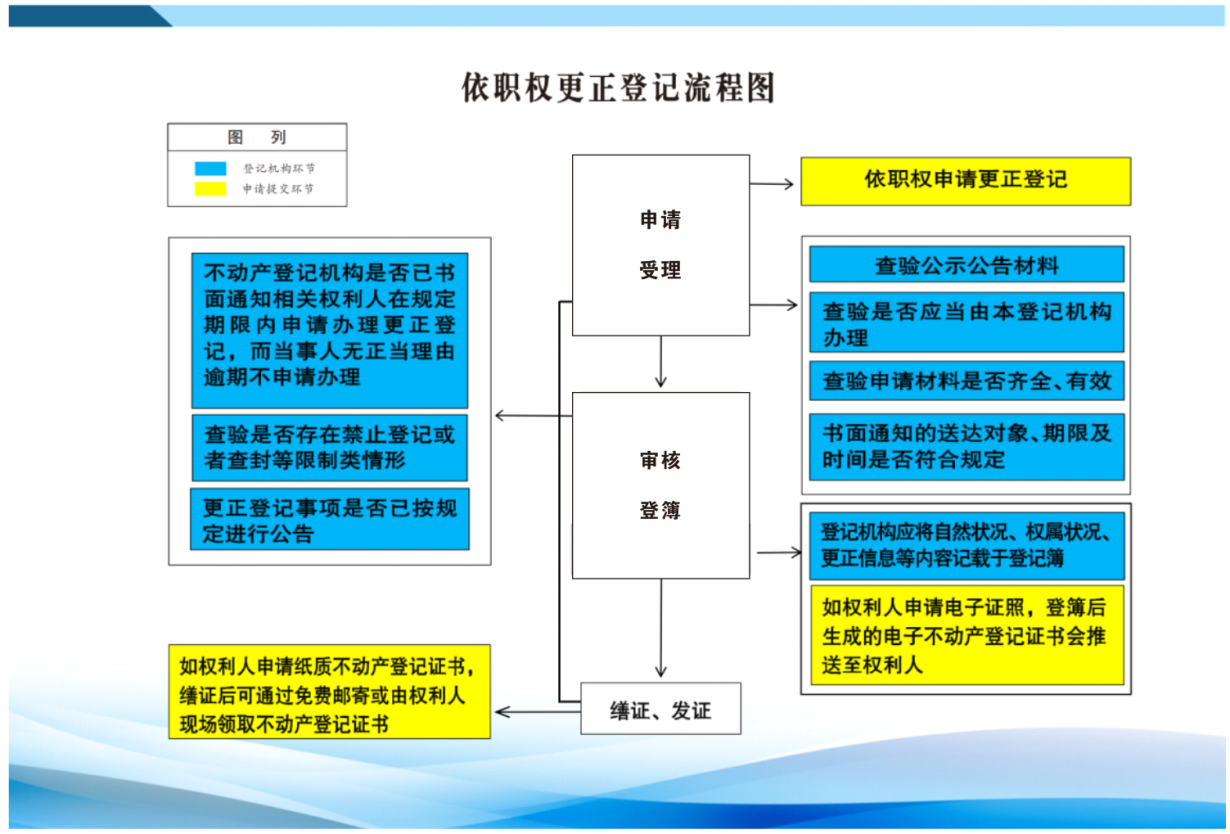 依职权更正登记流程图
图 列
登记机构环节
申请提交环节
申请
受理
依职权申请更正登记
查验公示公告材料
查验是否应当由本登记机构
办理
查验申请材料是否齐全、有效
书面通知的送达对象、期限及
时间是否符合规定
不动产登记机构是否已书
面通知相关权利人在规定
期限内申请办理更正登
记，而当事人无正当理由
逾期不申请办理
查验是否存在禁止登记或
者查封等限制类情形
更正登记事项是否已按规
定进行公告
审核
登簿
登记机构应将自然状况、权属状况、
更正信息等内容记载于登记簿
如权利人申请电子证照，登簿后
生成的电子不动产登记证书会推
送至权利人
缮证、发证
如权利人申请纸质不动产登记证书，
缮证后可通过免费邮寄或由权利人
现场领取不动产登记证书